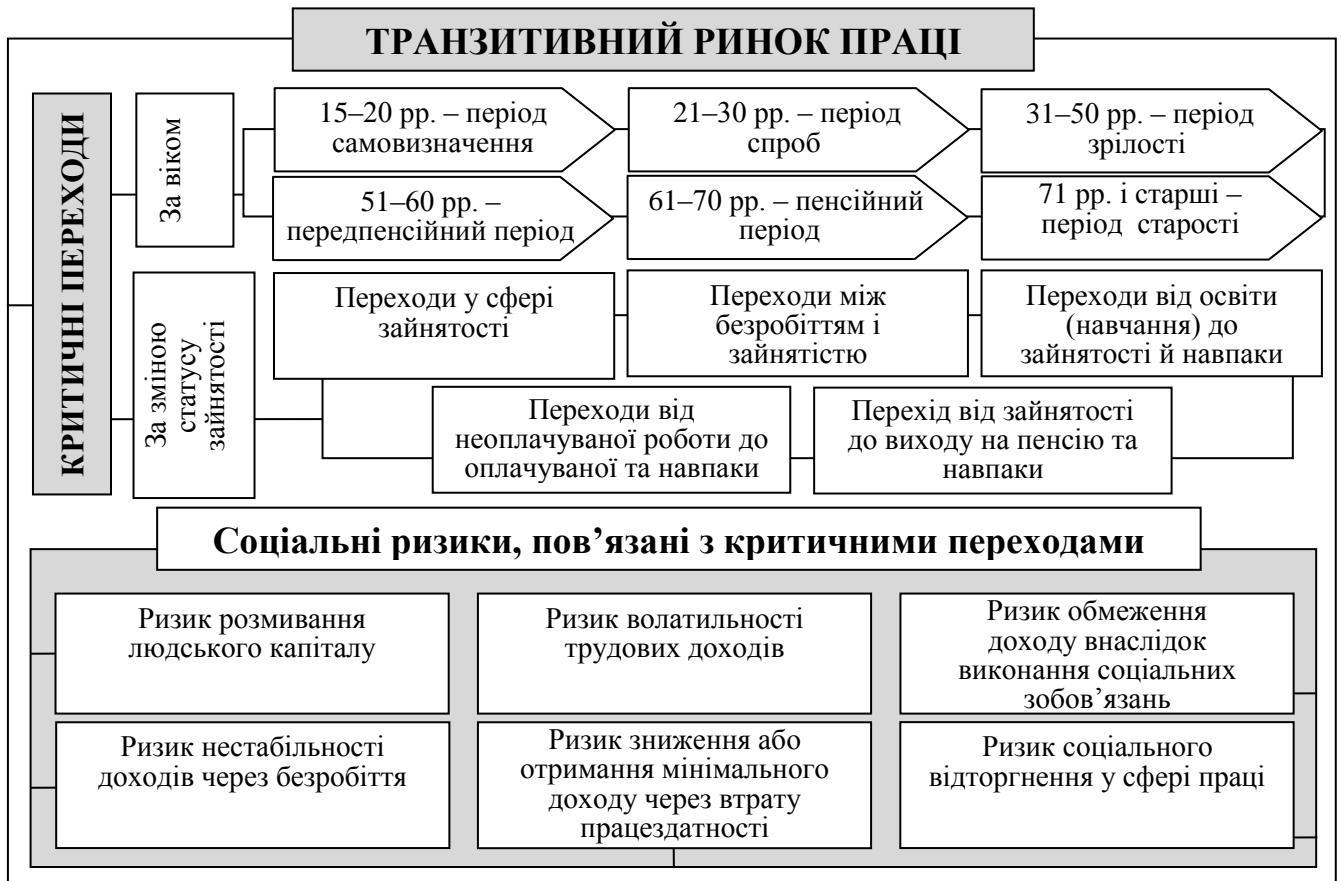 ТРАНЗИТИВНИЙ РИНОК ПРАЦІ
КРИТИЧНІ ПЕРЕХОДИ
За віком
15–20 рр. – період
самовизначення
21–30 рр. – період
спроб
31–50 рр. – період
зрілості
51–60 рр. –
передпенсійний період
61–70 рр. – пенсійний
період
71 рр. і старші –
період старості
За зміною
статусу
зайнятості
Переходи у сфері
зайнятості
Переходи між
безробіттям і
зайнятістю
Переходи від освіти
(навчання) до
зайнятості й навпаки
Переходи від
неоплачуваної роботи до
оплачуваної та навпаки
Перехід від зайнятості
до виходу на пенсію та
навпаки
Соціальні ризики, пов’язані з критичними переходами
Ризик розмивання
людського капіталу
Ризик волатильності
трудових доходів
Ризик обмеження
доходу внаслідок
виконання соціальних
зобов’язань
Ризик нестабільності
доходів через безробіття
Ризик зниження або
отримання мінімального
доходу через втрату
працездатності
Ризик соціального
відторгнення у сфері праці